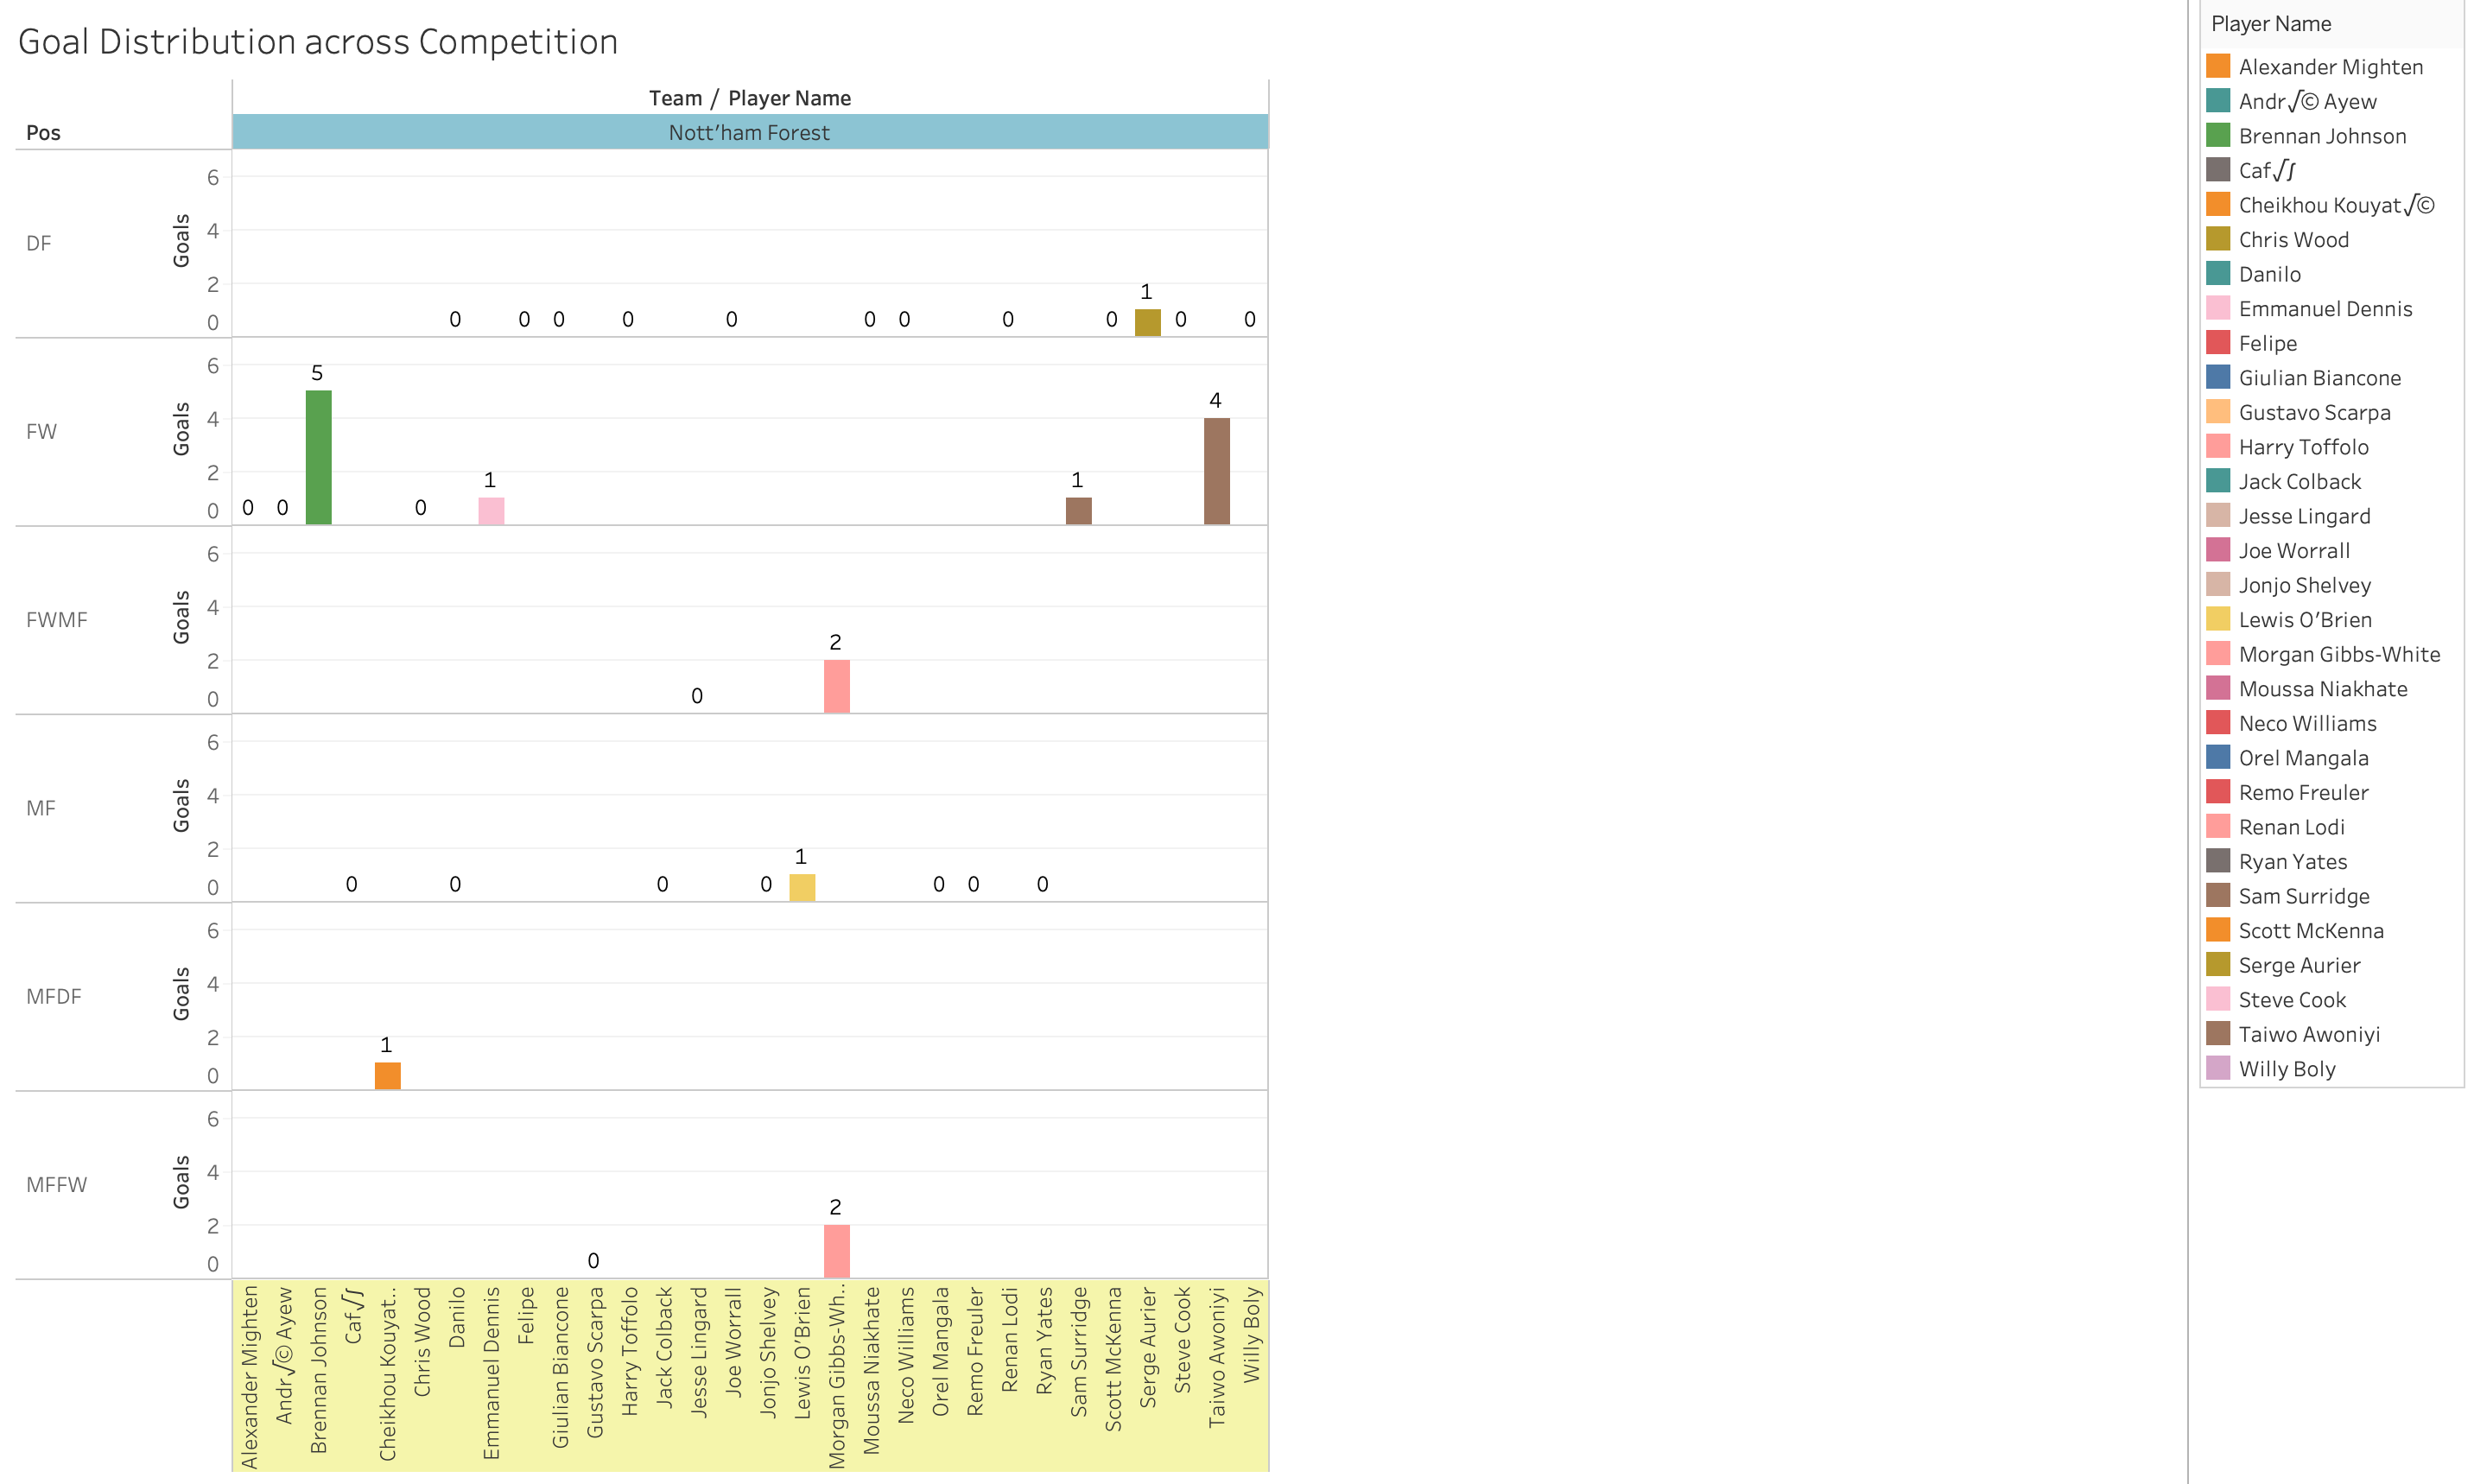 Goal Distribution across Competition
Team / Player Name
Pos
Nott'ham Forest
DF
Goals
6
4
2
0
0
0
0
0
0
0
0
0
0
1
0
0
FW
Goals
6
4
2
0
0
0
5
0
1
1
4
FWMF
Goals
6
4
2
0
0
2
MF
Goals
6
4
2
0
0
0
0
0
1
0
0
0
MFDF
Goals
6
4
2
0
1
MFFW
Goals
6
4
2
0
0
2
Alexander Mighten
Andr√© Ayew
Brennan Johnson
Caf√ʃ
Cheikhou Kouyat..
Chris Wood
Danilo
Emmanuel Dennis
Felipe
Giulian Biancone
Gustavo Scarpa
Harry Toffolo
Jack Colback
Jesse Lingard
Joe Worrall
Jonjo Shelvey
Lewis O'Brien
Morgan Gibbs-Wh..
Moussa Niakhate
Neco Williams
Orel Mangala
Remo Freuler
Renan Lodi
Ryan Yates
Sam Surridge
Scott McKenna
Serge Aurier
Steve Cook
Taiwo Awoniyi
Willy Boly
Player Name
Alexander Mighten
Andr√© Ayew
Brennan Johnson
Caf√ʃ
Cheikhou Kouyat√©
Chris Wood
Danilo
Emmanuel Dennis
Felipe
Giulian Biancone
Gustavo Scarpa
Harry Toffolo
Jack Colback
Jesse Lingard
Joe Worrall
Jonjo Shelvey
Lewis O'Brien
Morgan Gibbs-White
Moussa Niakhate
Neco Williams
Orel Mangala
Remo Freuler
Renan Lodi
Ryan Yates
Sam Surridge
Scott McKenna
Serge Aurier
Steve Cook
Taiwo Awoniyi
Willy Boly